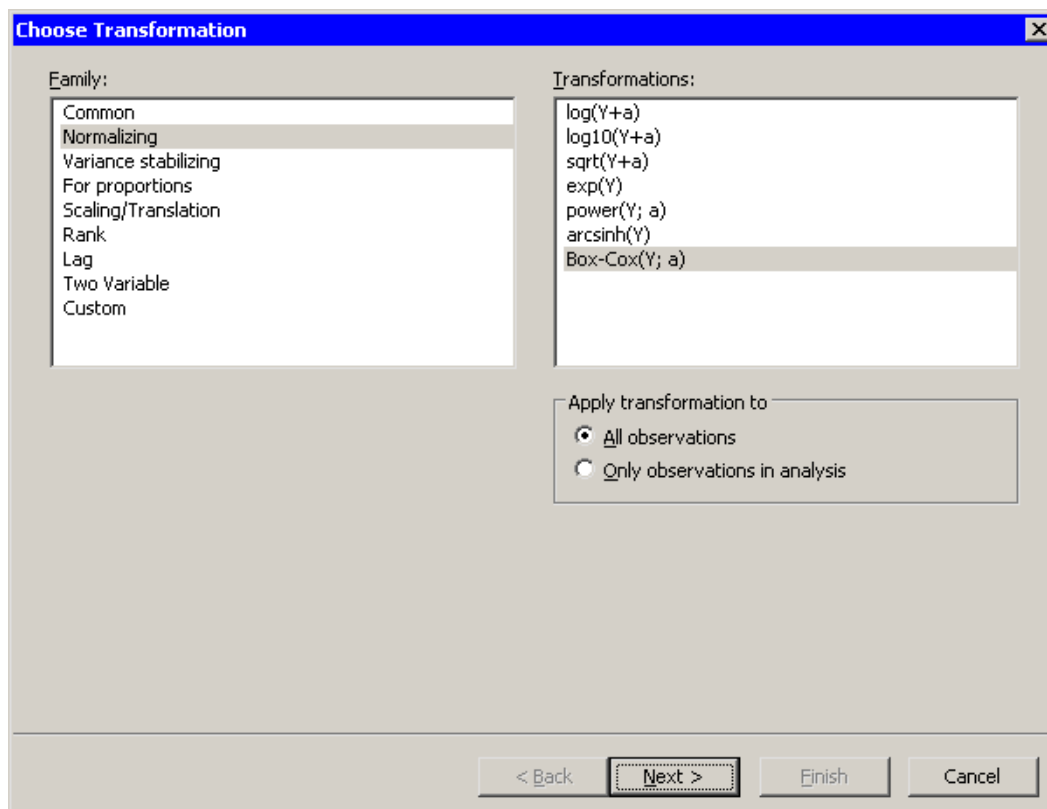 Choose Transformation
Family:
Common
Normalizing
Variance stabilizing
For proportions
Scaling/Translation
Rank
Lag
Two Variable
Custom
Transformations:
log(Y+a)
log10(Y+a)
sqrt(Y+a)
exp(Y)
power(Y; a)
arcsinh(Y)
Box-Cox(Y; a)
Apply transformation to
All observations
Only observations in analysis
< Back Next > Finish Cancel